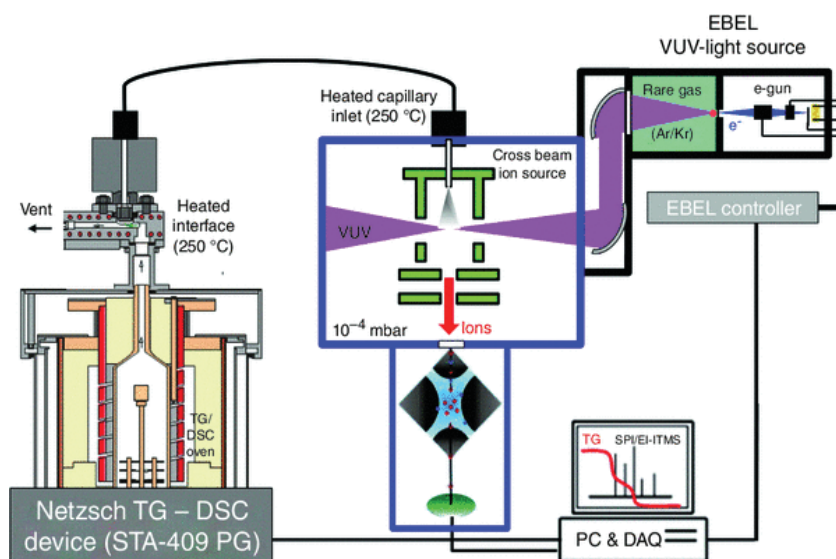 EBEL
VUV-light source
Rare gas
(Ar/Kr)
e-gun
e⁻
Heated capillary
inlet (250 °C)
Cross beam
ion source
Vent
Heated
interface
(250 °C)
EBEL controller
VUV
Ions
10⁻⁴ mbar
TG/
DSC
oven
TG SPI/EI-ITMS
Netzsch TG – DSC
device (STA-409 PG)
PC & DAQ